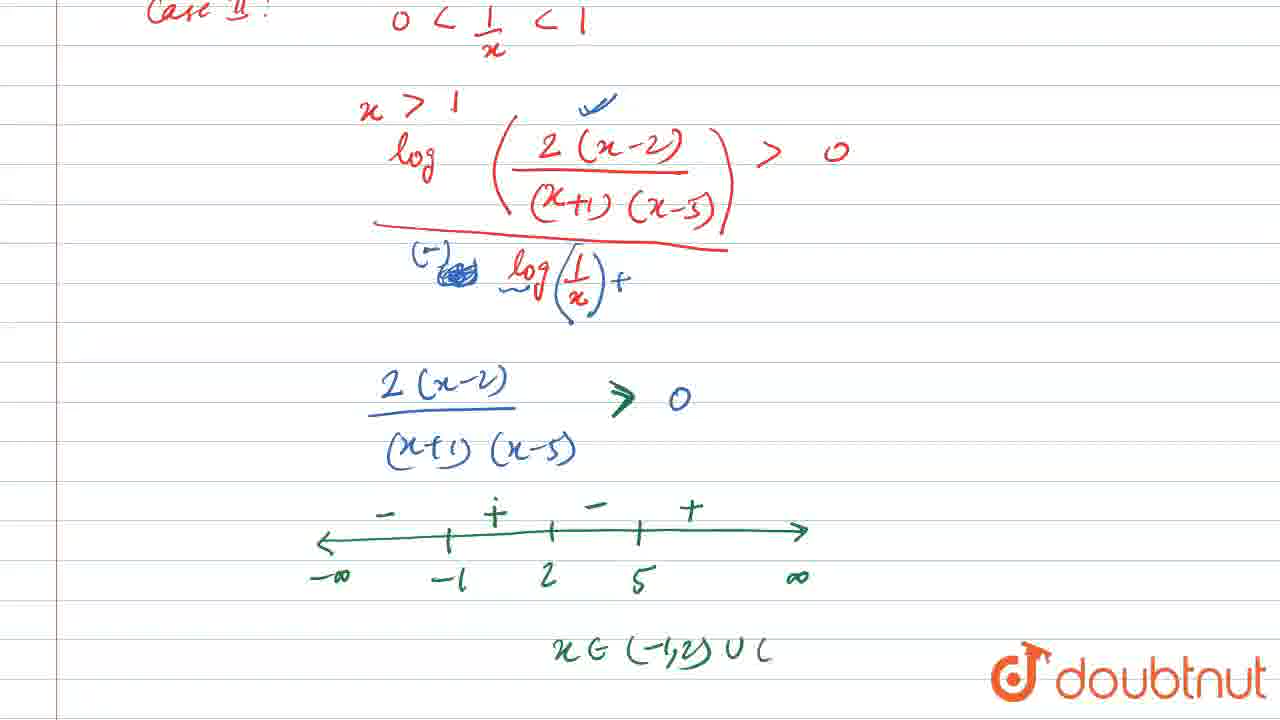 Case II :
0 < 1/x < 1
x > 1
log ( 2 (x-2) / (x+1) (x-5) ) > 0
(-) log (1/x) +
2 (x-2) / (x+1) (x-5) > 0
- + - +
-∞ -1 2 5 ∞
x ∈ (-1,2) ∪ (
doubtnut